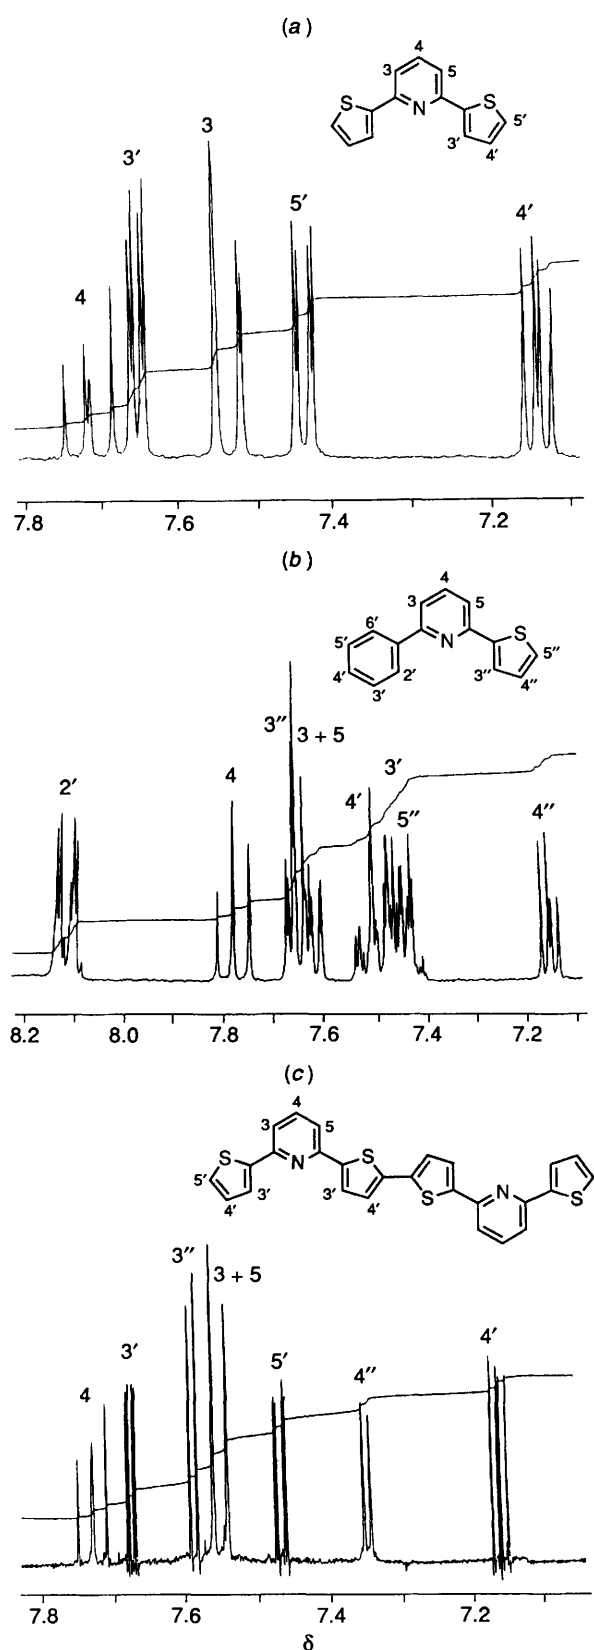 (a)
4
3 5
S N S
5′
3′
4′
3
3′
5′
4′
4
7.8 7.6 7.4 7.2
(b)
4
3 5
6′
5′ S
N 5″
4′
2′ 3″
3′ 4″
3″
3 + 5
4 3′
2′ 4′
5″ 4″
8.2 8.0 7.8 7.6 7.4 7.2
(c)
4
3 5
S N S
5′ N
3′ 3′ S S
4′ 4′
3″
3 + 5
3′ 4′
5′
4″
4
7.8 7.6 7.4 7.2
δ